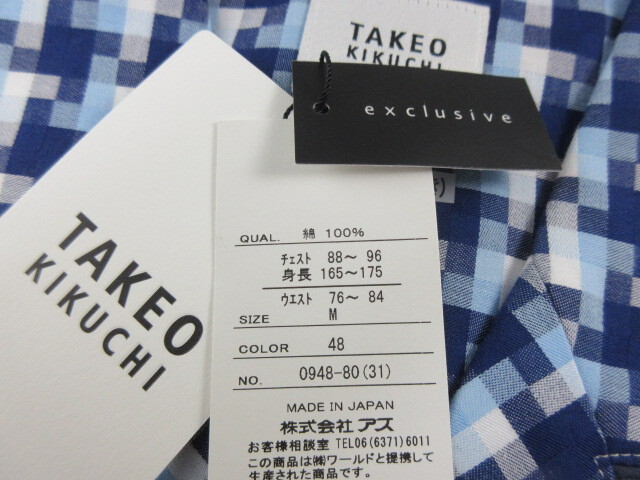 TAKEO
KIKUCHI
exclusive
TAKEO
KIKUCHI
QUAL. 綿 100%
チェスト 88〜 96
身長 165〜175
ウエスト 76〜 84
SIZE M
COLOR 48
NO. 0948-80(31)
MADE IN JAPAN
株式会社 アス
お客様相談室 TEL06(6371)6011
この商品は㈱ワールドと提携して
生産された商品です。